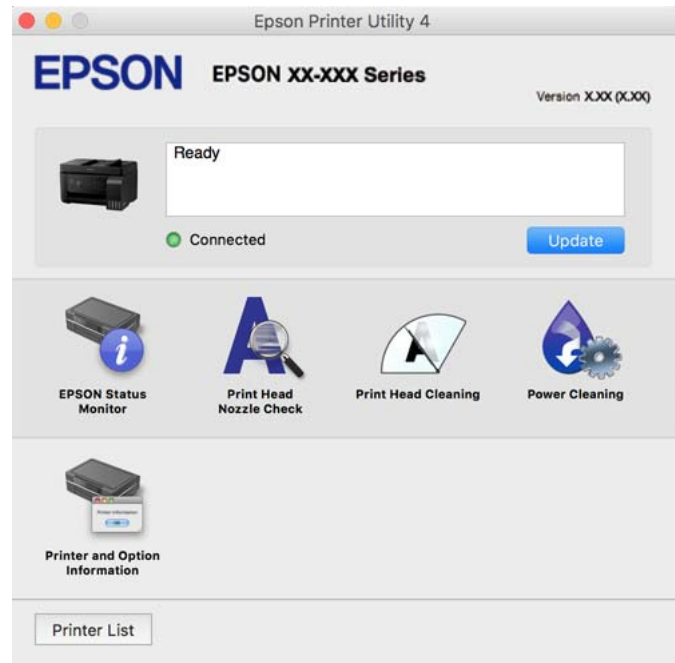 Epson Printer Utility 4
EPSON
EPSON XX-XXX Series
Version X.XX (X.XX)
Ready
Connected
Update
EPSON Status
Monitor
Print Head
Nozzle Check
Print Head Cleaning
Power Cleaning
Printer and Option
Information
Printer List